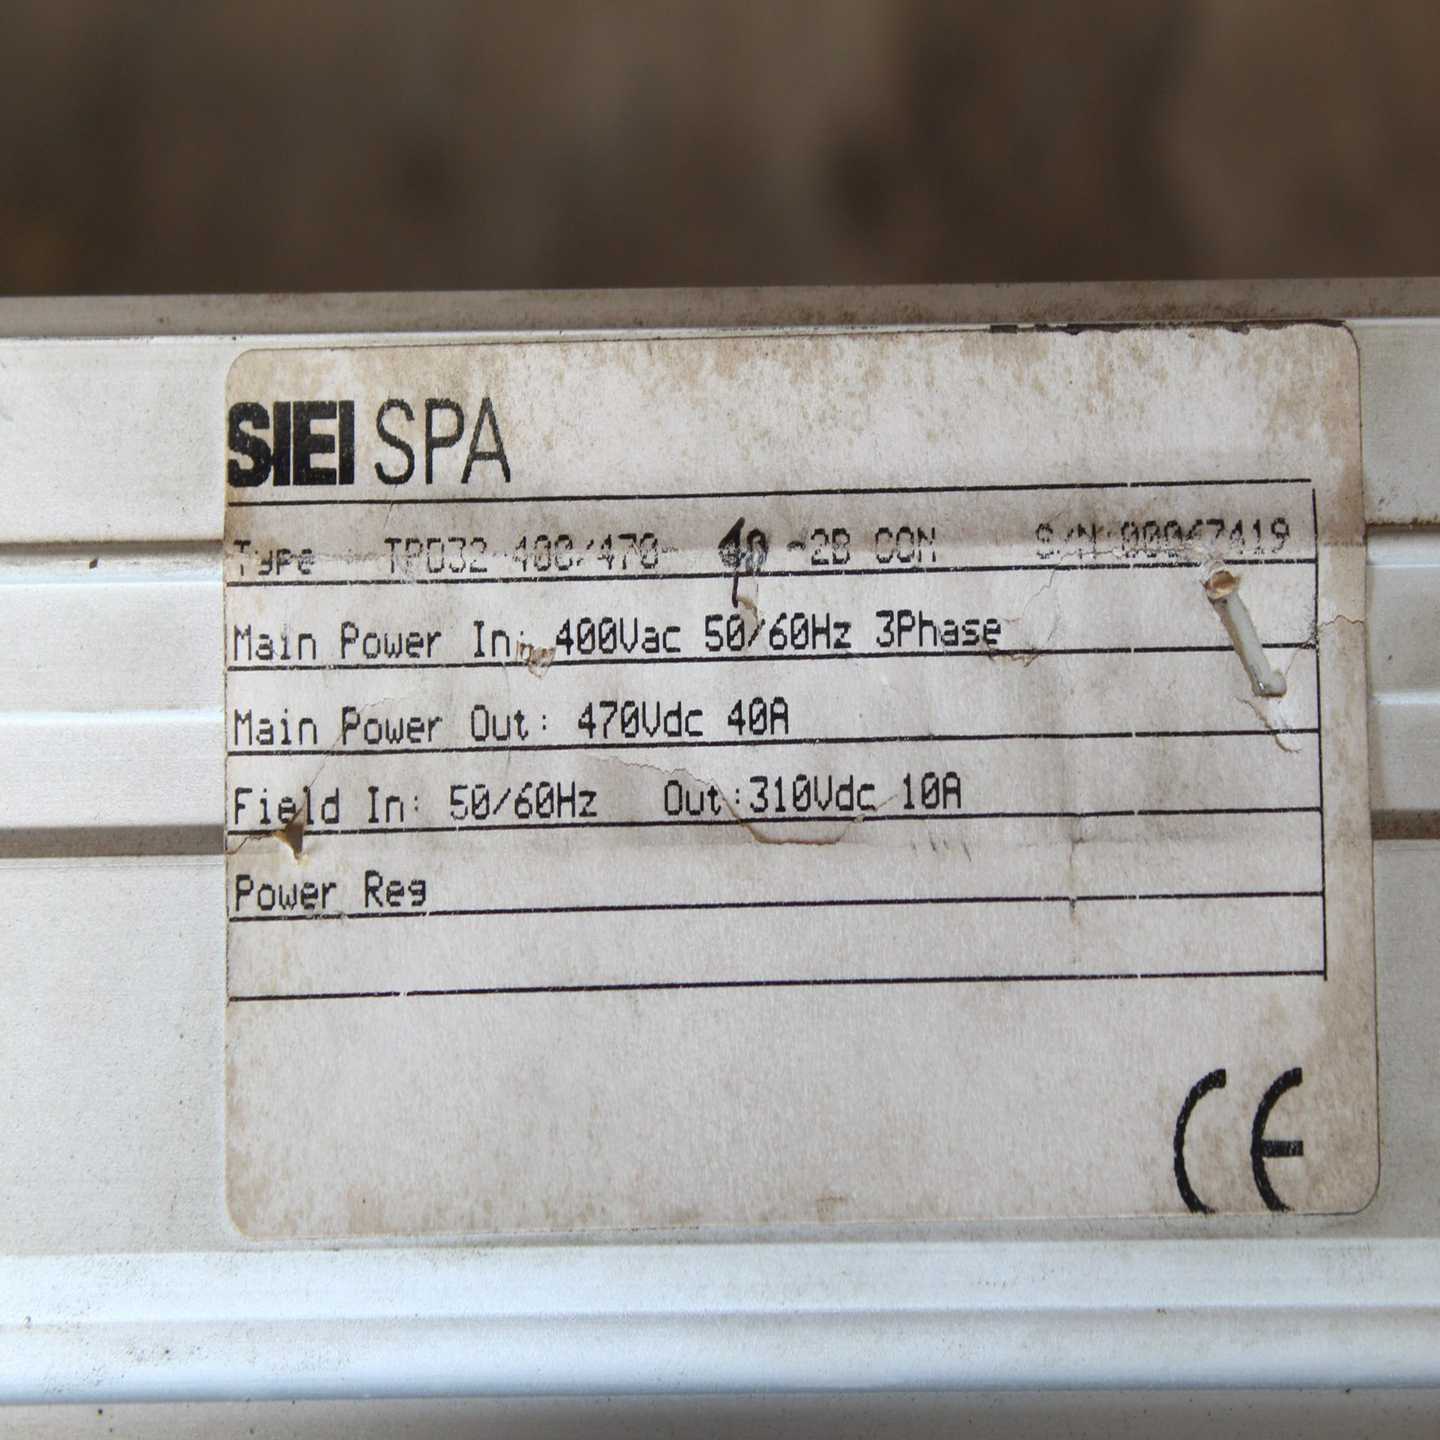 SIEI SPA
Type : TPD32-400/470- -2B CON S/N:00067419
Main Power In: 400Vac 50/60Hz 3Phase
Main Power Out: 470Vdc 40A
Field In: 50/60Hz Out:310Vdc 10A
Power Reg
CE